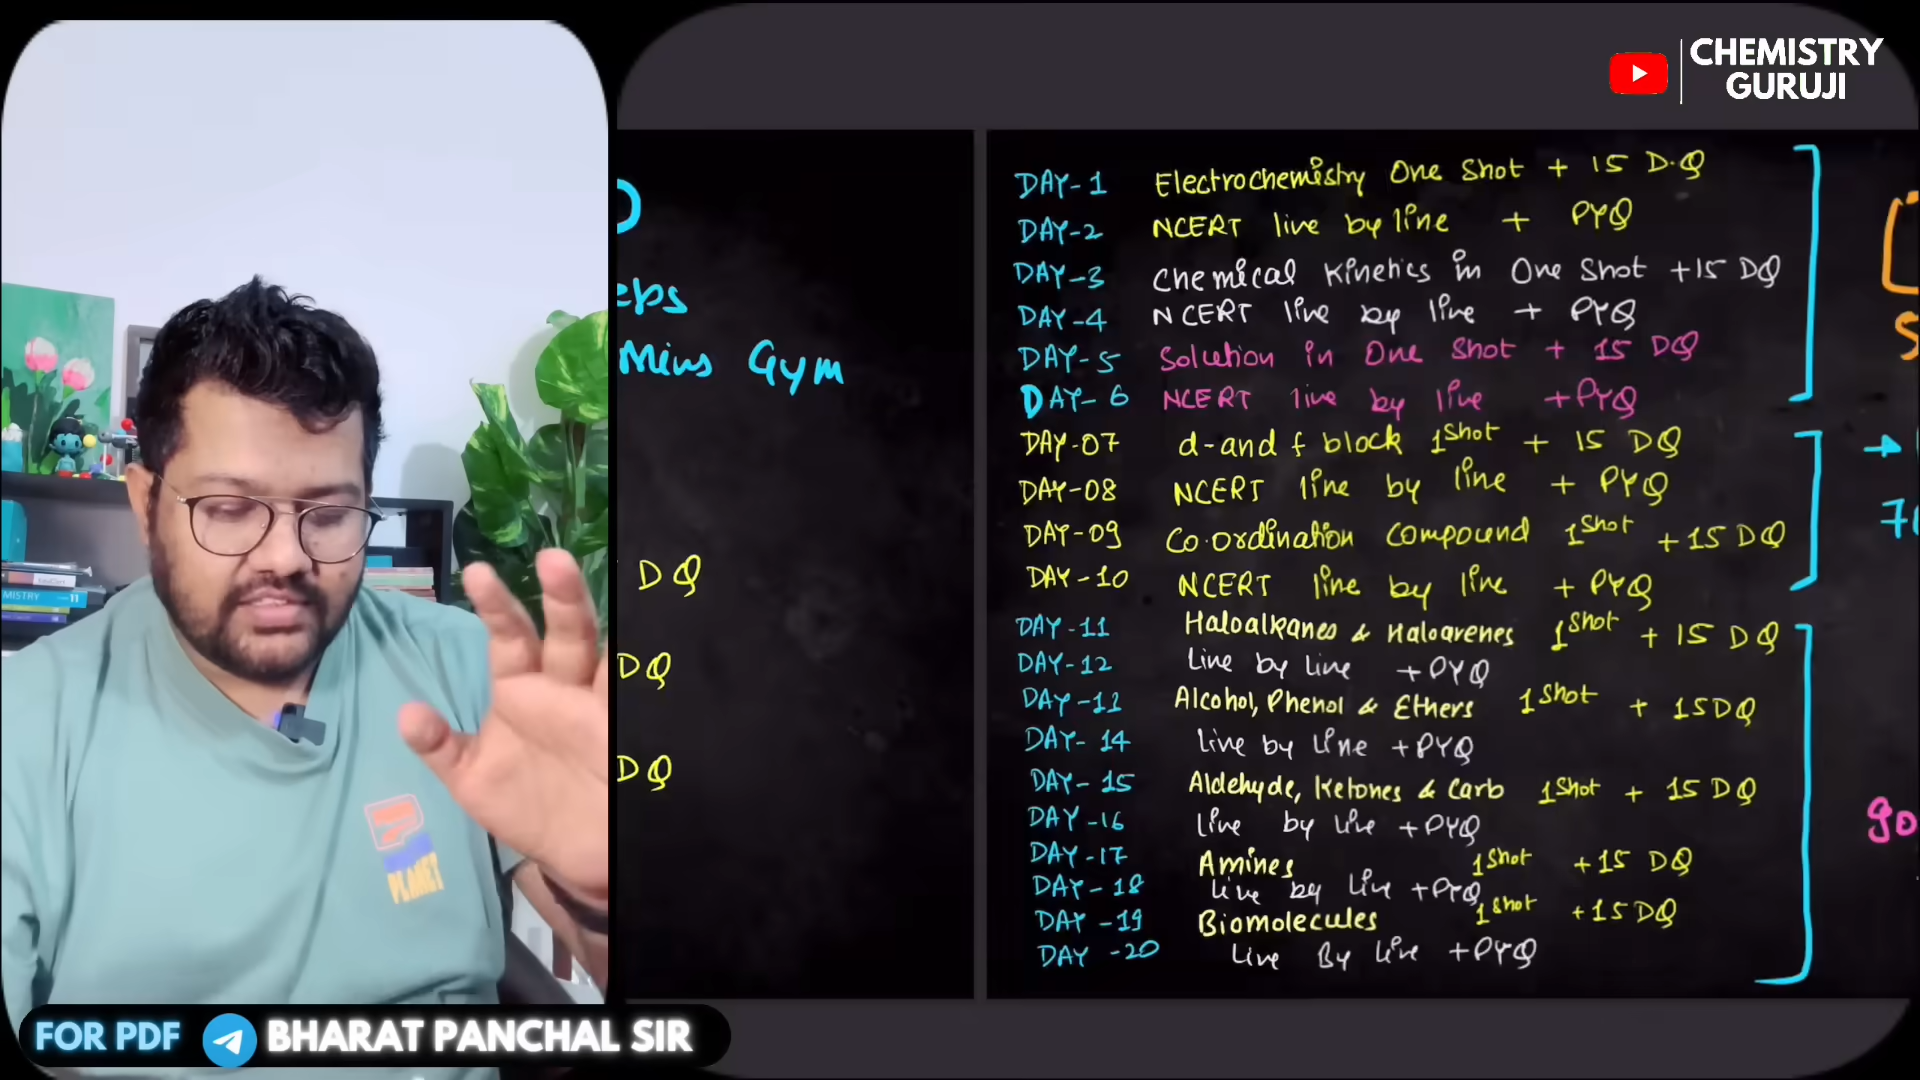 CHEMISTRY
GURUJI
eps
Mins Gym
DQ
DQ
DQ
DAY-1 Electrochemistry One Shot + 15 D.Q
DAY-2 NCERT line by line + PYQ
DAY-3 Chemical Kinetics in One Shot +15 DQ
DAY-4 NCERT line by line + PYQ
DAY-5 Solution in One Shot + 15 DQ
DAY-6 NCERT line by line +PYQ
DAY-07 d-and f block 1Shot + 15 DQ
DAY-08 NCERT line by line + PYQ
DAY-09 Co-ordination compound 1Shot +15 DQ
DAY-10 NCERT line by line + PYQ
DAY-11 Haloalkanes & Haloarenes 1Shot + 15 DQ
DAY-12 Line by Line +PYQ
DAY-13 Alcohol, Phenol & Ethers 1Shot + 15DQ
DAY-14 line by line +PYQ
DAY-15 Aldehyde, Ketones & Carb 1Shot + 15 DQ
DAY-16 line by line +PYQ
DAY-17 Amines 1Shot +15 DQ
DAY-18 line by line +PYQ
DAY-19 Biomolecules 1Shot +15 DQ
DAY-20 Line By line +PYQ
go
PLANET
FOR PDF BHARAT PANCHAL SIR